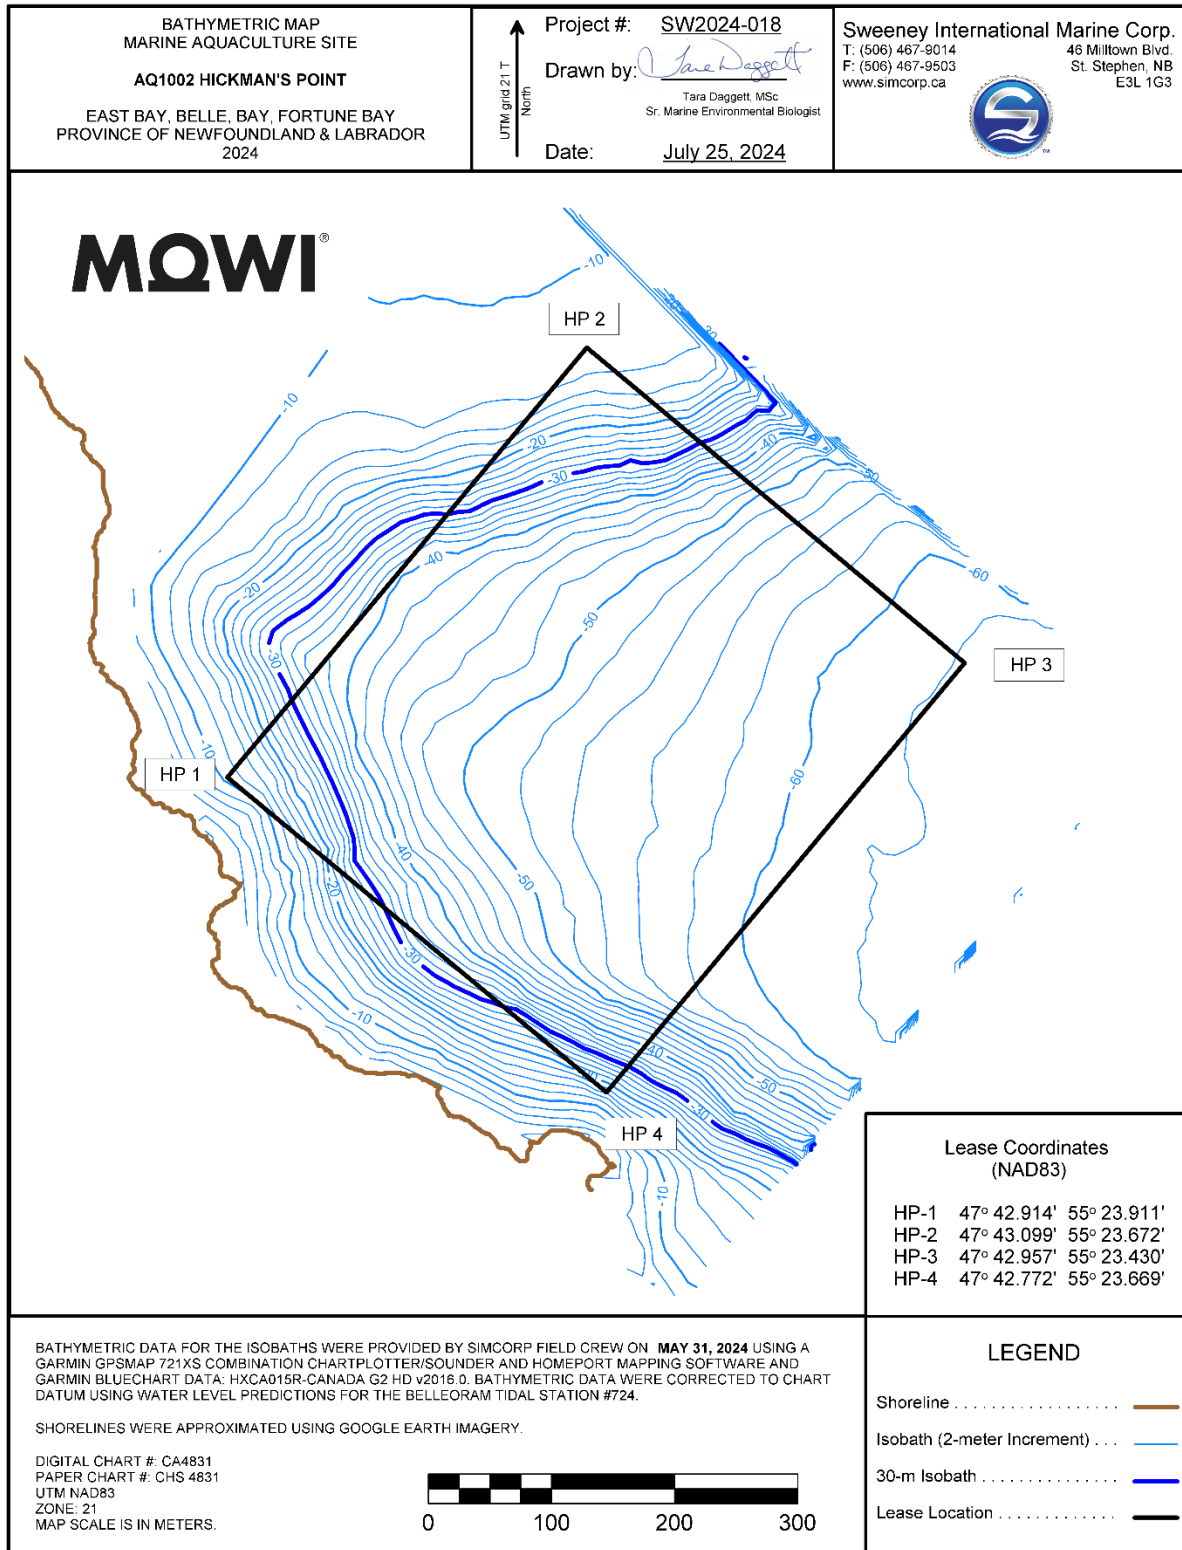 BATHYMETRIC MAP
MARINE AQUACULTURE SITE
AQ1002 HICKMAN'S POINT
EAST BAY, BELLE, BAY, FORTUNE BAY
PROVINCE OF NEWFOUNDLAND & LABRADOR
2024
UTM grid 21 T
North
Project #: SW2024-018
Drawn by: Tara Daggett
Tara Daggett, MSc
Sr. Marine Environmental Biologist
Date: July 25, 2024
Sweeney International Marine Corp.
T: (506) 467-9014 46 Milltown Blvd.
F: (506) 467-9503 St. Stephen, NB
www.simcorp.ca E3L 1G3
TM
MOWI®
-10
-20
-30
HP 2
-10
-20
-40
-30
-50
-40
-60
-20
-50
-30
HP 3
-10
HP 1
-60
-40
-20
-50
-30
-10
-40
-50
-30
HP 4
-10
Lease Coordinates
(NAD83)
HP-1 47° 42.914' 55° 23.911'
HP-2 47° 43.099' 55° 23.672'
HP-3 47° 42.957' 55° 23.430'
HP-4 47° 42.772' 55° 23.669'
BATHYMETRIC DATA FOR THE ISOBATHS WERE PROVIDED BY SIMCORP FIELD CREW ON MAY 31, 2024 USING A
GARMIN GPSMAP 721XS COMBINATION CHARTPLOTTER/SOUNDER AND HOMEPORT MAPPING SOFTWARE AND
GARMIN BLUECHART DATA: HXCA015R-CANADA G2 HD v2016.0. BATHYMETRIC DATA WERE CORRECTED TO CHART
DATUM USING WATER LEVEL PREDICTIONS FOR THE BELLEORAM TIDAL STATION #724.
SHORELINES WERE APPROXIMATED USING GOOGLE EARTH IMAGERY.
DIGITAL CHART #: CA4831
PAPER CHART #: CHS 4831
UTM NAD83
ZONE: 21
MAP SCALE IS IN METERS.
0 100 200 300
LEGEND
Shoreline . . . . . . . . . . . . . . . . . .
Isobath (2-meter Increment) . . .
30-m Isobath . . . . . . . . . . . . . . .
Lease Location . . . . . . . . . . . . .